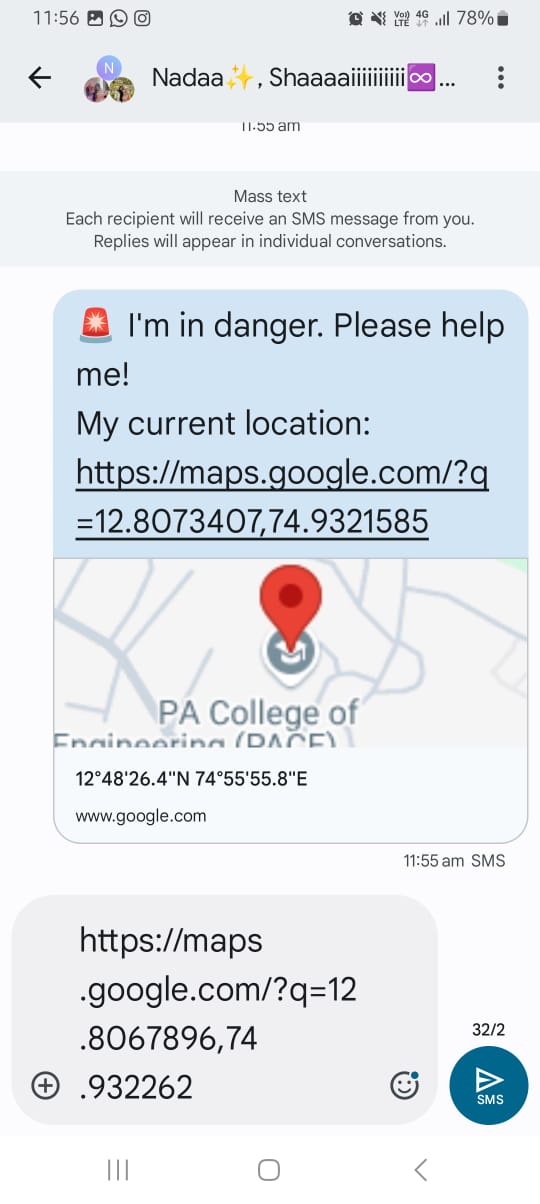 11:56 Vo)) LTE 4G 78%
N
Nadaa✨, Shaaaaiiiiiiiiii♾️...
11:55 am
Mass text
Each recipient will receive an SMS message from you.
Replies will appear in individual conversations.
🚨 I'm in danger. Please help
me!
My current location:
https://maps.google.com/?q
=12.8073407,74.9321585
PA College of
Engineering (PACE)
12°48'26.4"N 74°55'55.8"E
www.google.com
11:55 am SMS
https://maps
.google.com/?q=12
.8067896,74
.932262
32/2
SMS